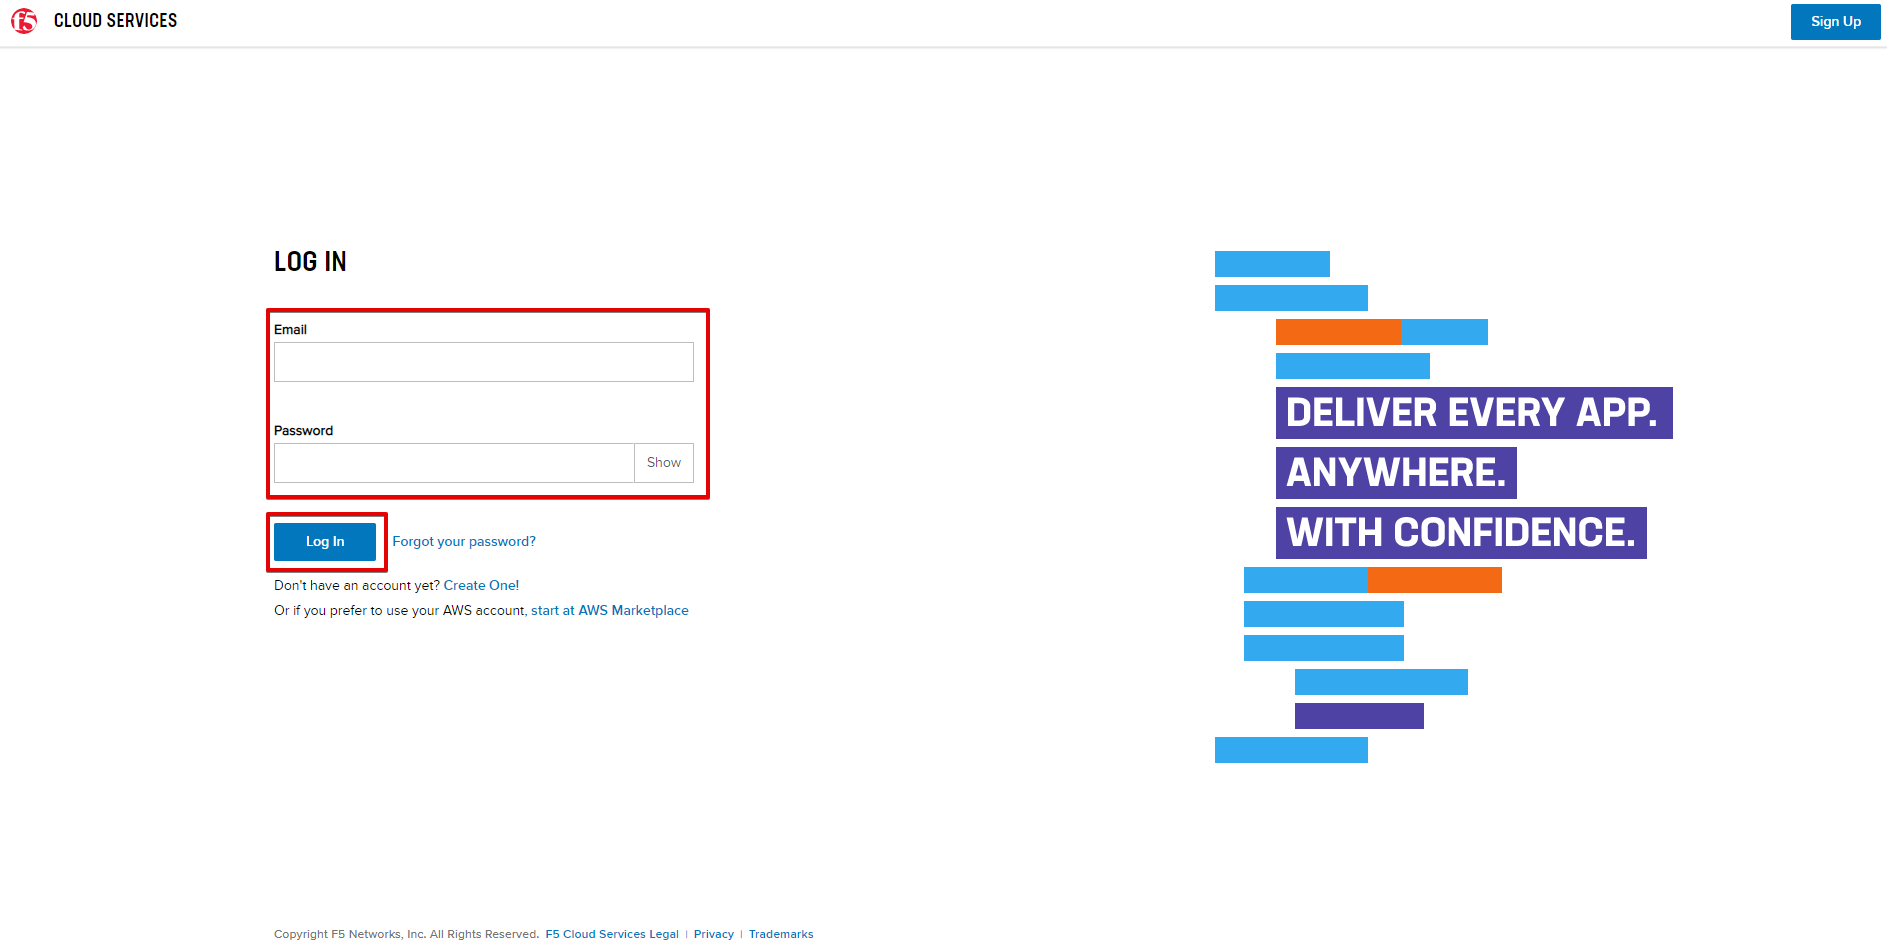 f5 CLOUD SERVICES
Sign Up
LOG IN
Email
Password
Show
Log In Forgot your password?
Don't have an account yet? Create One!
Or if you prefer to use your AWS account, start at AWS Marketplace
DELIVER EVERY APP.
ANYWHERE.
WITH CONFIDENCE.
Copyright F5 Networks, Inc. All Rights Reserved. F5 Cloud Services Legal | Privacy | Trademarks